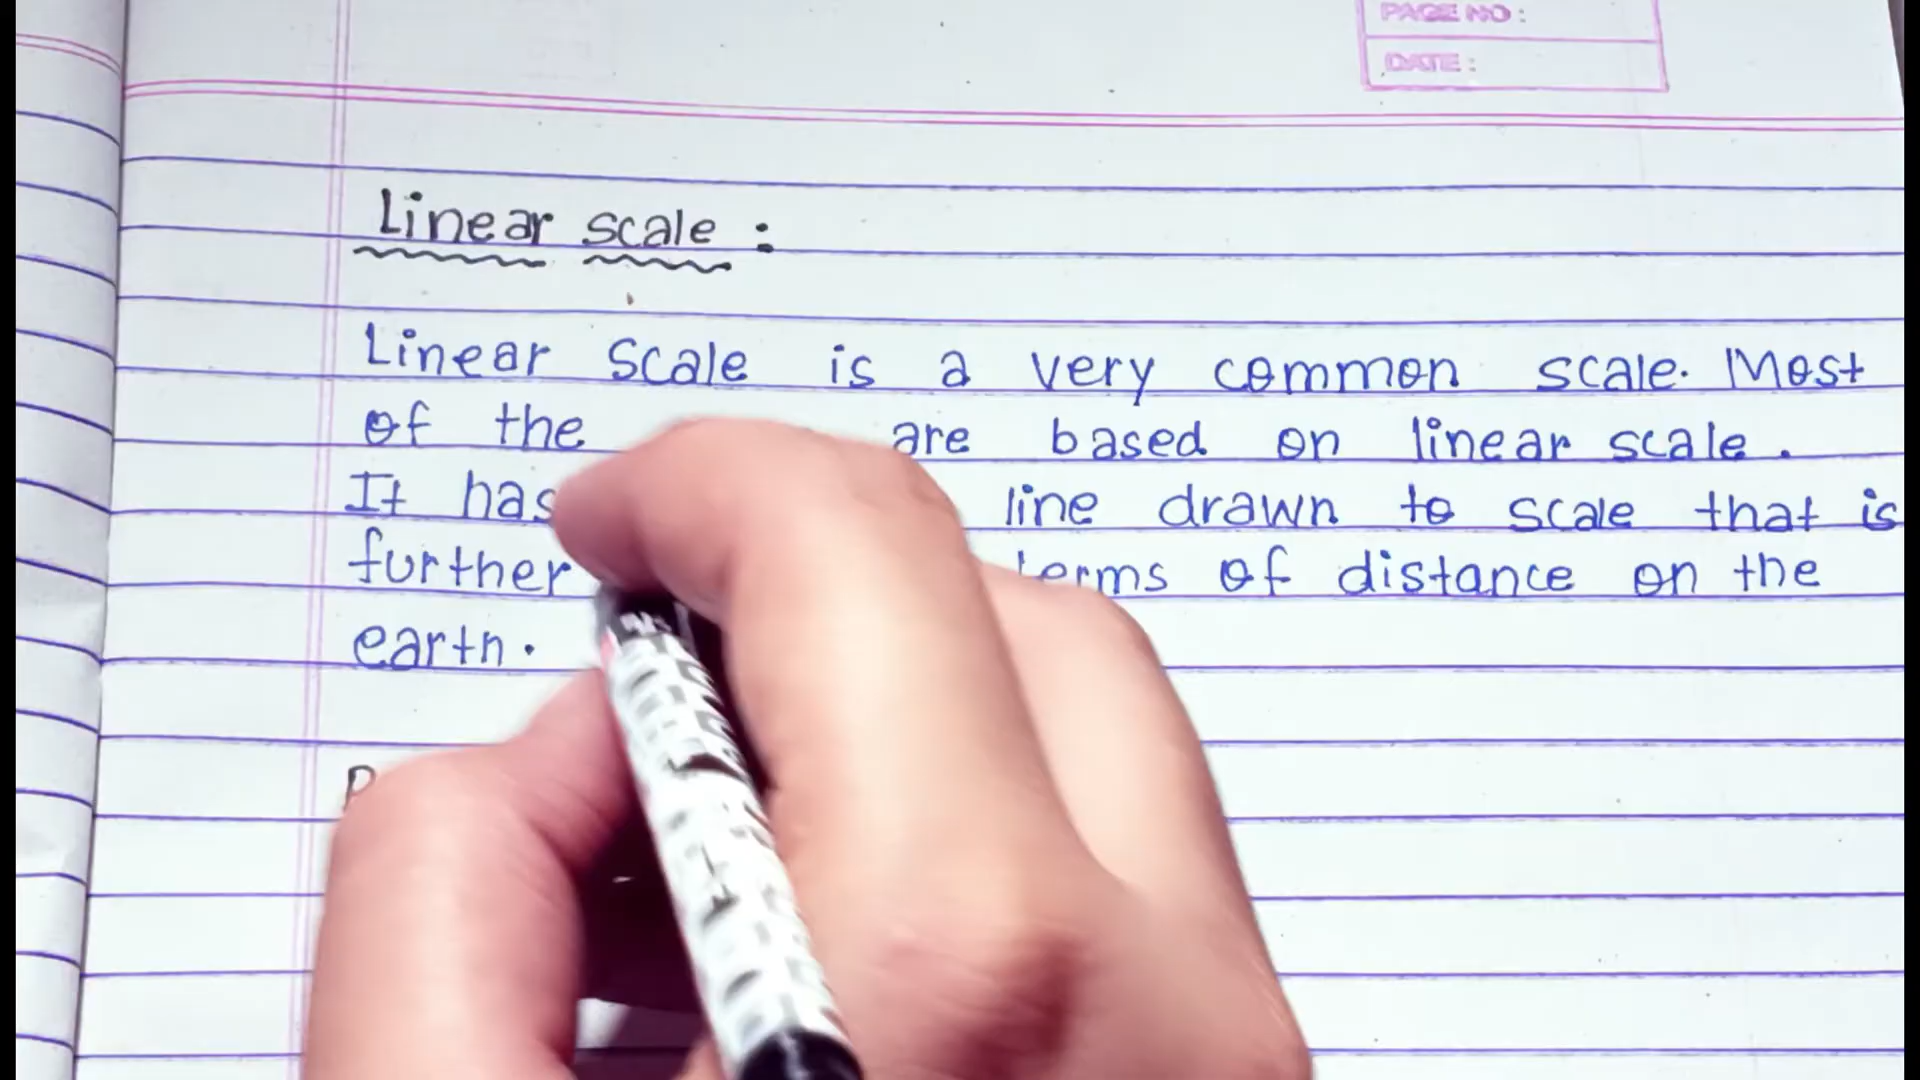 PAGE NO :
DATE :
Linear scale :
Linear Scale is a very common scale. Most
of the are based on linear scale.
It has line drawn to scale that is
further terms of distance on the
earth.